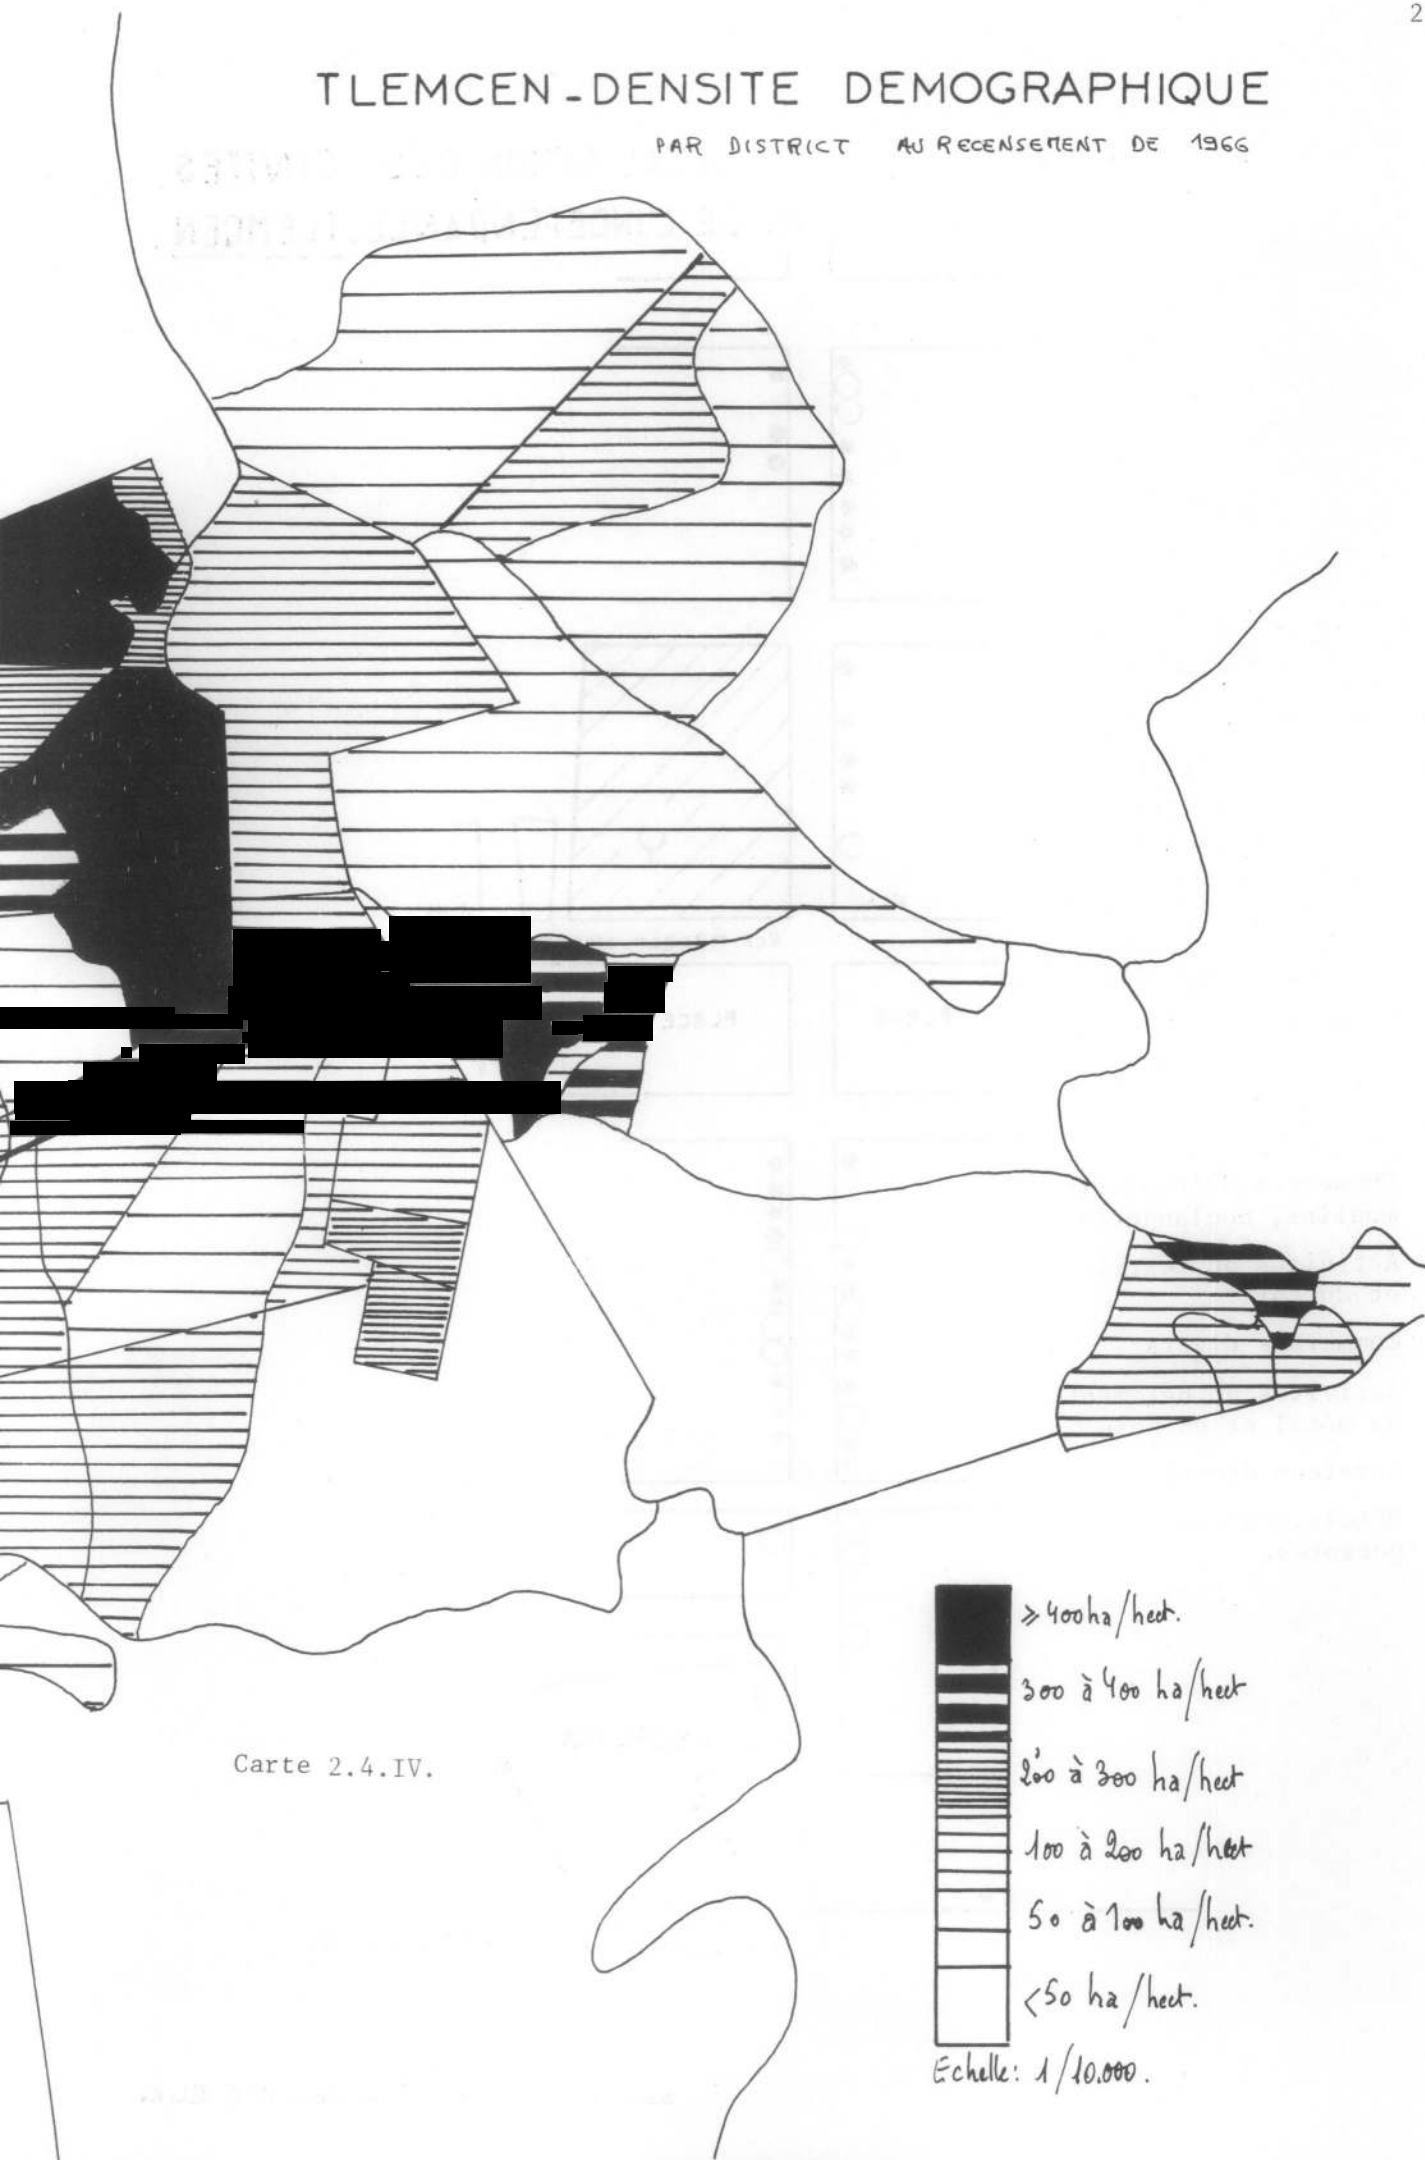 2
TLEMCEN - DENSITE DEMOGRAPHIQUE
PAR DISTRICT AU RECENSEMENT DE 1966
≥400ha/hect.
300 à 400 ha/hect
200 à 300 ha/hect
100 à 200 ha/hect
50 à 100 ha/hect.
<50 ha/hect.
Echelle: 1/10.000.
Carte 2.4.IV.